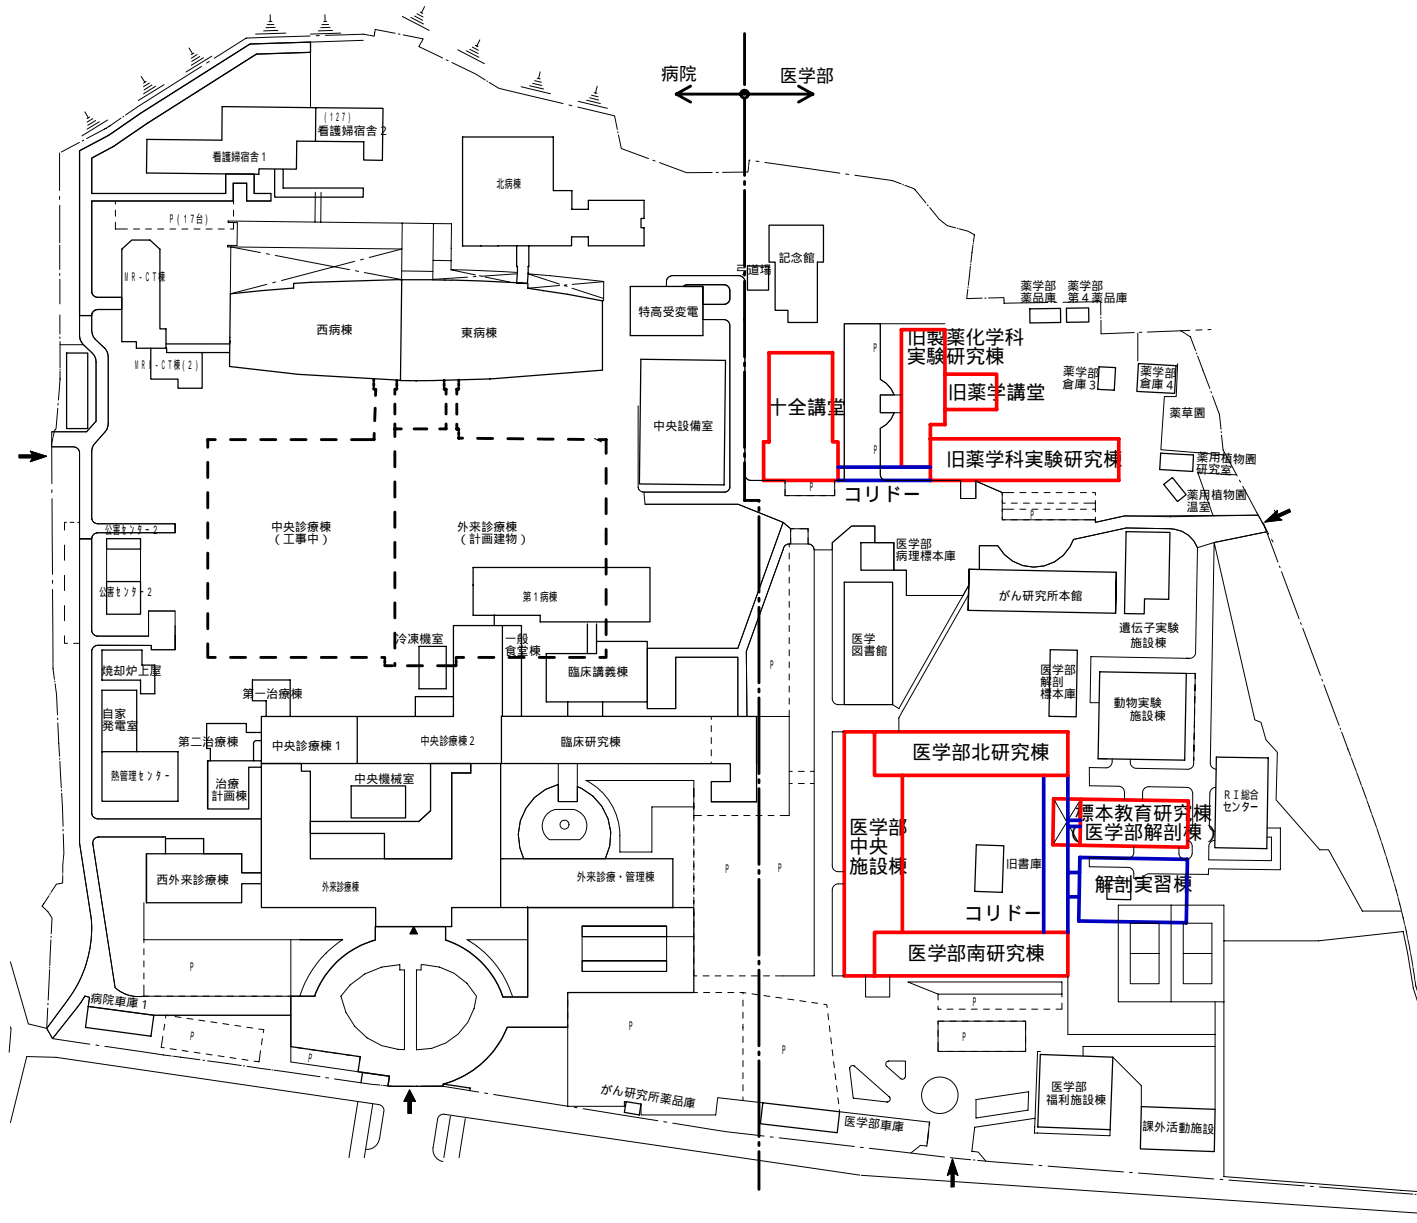 病院
医学部
(127)
看護婦宿舎2
看護婦宿舎1
北病棟
P(17台)
MR-CT棟
弓道場
記念館
特高受変電
西病棟
東病棟
MRI-CT棟(2)
薬学部
薬品庫
薬学部
第4薬品庫
旧製薬化学科
実験研究棟
P
旧薬学講堂
薬学部
倉庫3
薬学部
倉庫4
十全講堂
薬草園
中央設備室
P
旧薬学科実験研究棟
薬用植物園
研究室
薬用植物園
温室
コリドー
P
P
公害センター2
中央診療棟
(工事中)
外来診療棟
(計画建物)
医学部
病理標本庫
公害センター2
第1病棟
がん研究所本館
遺伝子実験
施設棟
冷凍機室
一般
食堂棟
医学
図書館
焼却炉上屋
臨床講義棟
P
医学部
解剖
標本庫
第一治療棟
自家
発電室
動物実験
施設棟
第二治療棟
中央診療棟1
中央診療棟2
臨床研究棟
医学部北研究棟
熱管理センター
治療
計画棟
中央機械室
RI総合
センター
標本教育研究棟
(医学部解剖棟)
医学部
中央
施設棟
旧書庫
P
P
西外来診療棟
外来診療棟
外来診療・管理棟
解剖実習棟
コリドー
医学部南研究棟
P
病院車庫1
P
P
P
P
P
P
P
がん研究所薬品庫
医学部車庫
医学部
福利施設棟
課外活動施設